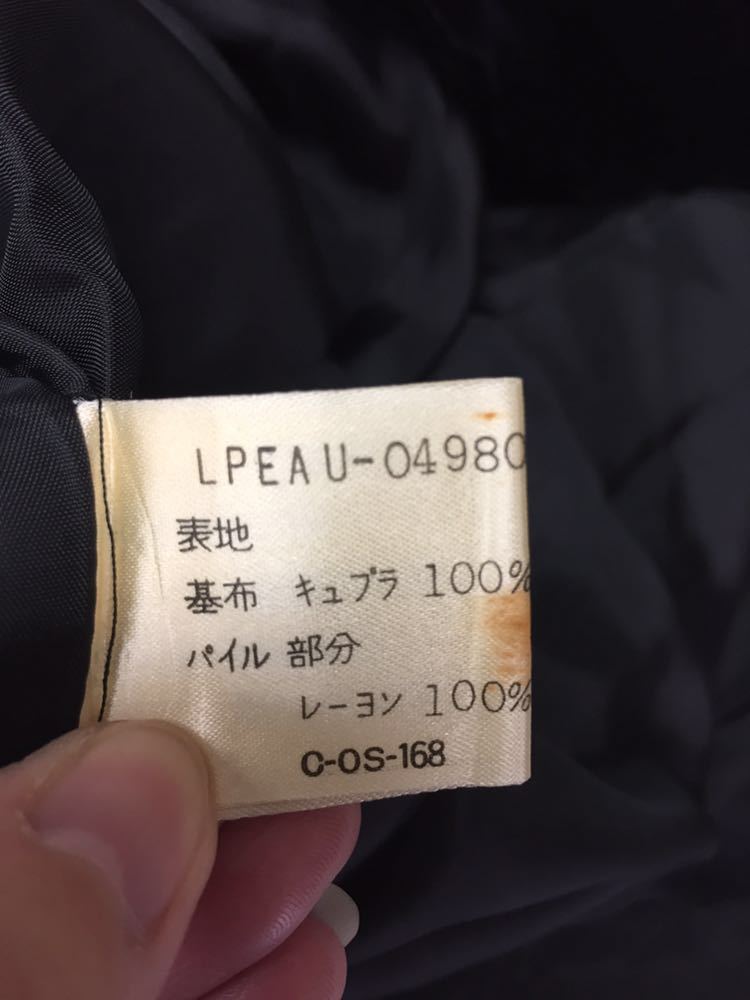 LPEAU-04980
表地
基布 キュプラ 100%
パイル 部分
レーヨン 100%
C-OS-168